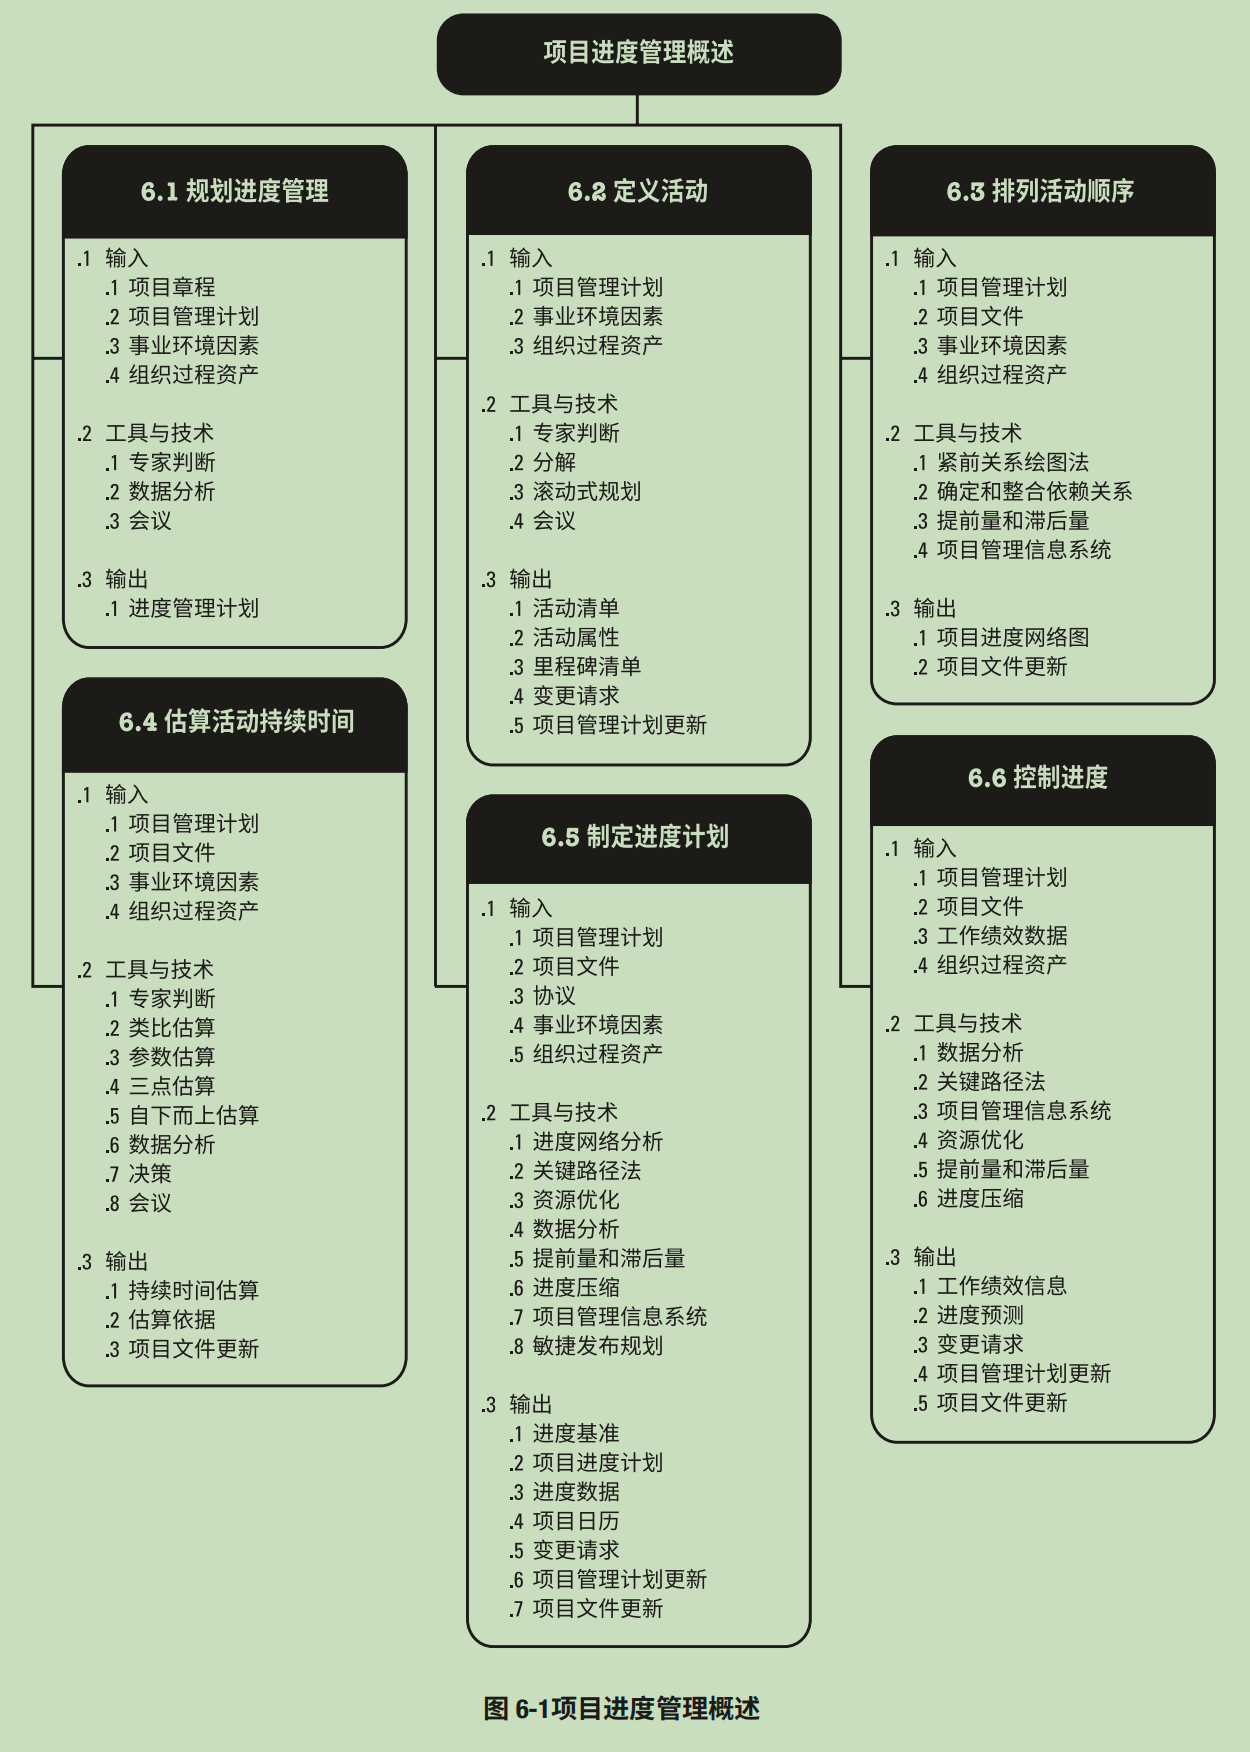 项目进度管理概述
6.1 规划进度管理
.1 输入
.1 项目章程
.2 项目管理计划
.3 事业环境因素
.4 组织过程资产
.2 工具与技术
.1 专家判断
.2 数据分析
.3 会议
.3 输出
.1 进度管理计划
6.2 定义活动
.1 输入
.1 项目管理计划
.2 事业环境因素
.3 组织过程资产
.2 工具与技术
.1 专家判断
.2 分解
.3 滚动式规划
.4 会议
.3 输出
.1 活动清单
.2 活动属性
.3 里程碑清单
.4 变更请求
.5 项目管理计划更新
6.3 排列活动顺序
.1 输入
.1 项目管理计划
.2 项目文件
.3 事业环境因素
.4 组织过程资产
.2 工具与技术
.1 紧前关系绘图法
.2 确定和整合依赖关系
.3 提前量和滞后量
.4 项目管理信息系统
.3 输出
.1 项目进度网络图
.2 项目文件更新
6.4 估算活动持续时间
.1 输入
.1 项目管理计划
.2 项目文件
.3 事业环境因素
.4 组织过程资产
.2 工具与技术
.1 专家判断
.2 类比估算
.3 参数估算
.4 三点估算
.5 自下而上估算
.6 数据分析
.7 决策
.8 会议
.3 输出
.1 持续时间估算
.2 估算依据
.3 项目文件更新
6.5 制定进度计划
.1 输入
.1 项目管理计划
.2 项目文件
.3 协议
.4 事业环境因素
.5 组织过程资产
.2 工具与技术
.1 进度网络分析
.2 关键路径法
.3 资源优化
.4 数据分析
.5 提前量和滞后量
.6 进度压缩
.7 项目管理信息系统
.8 敏捷发布规划
.3 输出
.1 进度基准
.2 项目进度计划
.3 进度数据
.4 项目日历
.5 变更请求
.6 项目管理计划更新
.7 项目文件更新
6.6 控制进度
.1 输入
.1 项目管理计划
.2 项目文件
.3 工作绩效数据
.4 组织过程资产
.2 工具与技术
.1 数据分析
.2 关键路径法
.3 项目管理信息系统
.4 资源优化
.5 提前量和滞后量
.6 进度压缩
.3 输出
.1 工作绩效信息
.2 进度预测
.3 变更请求
.4 项目管理计划更新
.5 项目文件更新
图 6-1项目进度管理概述